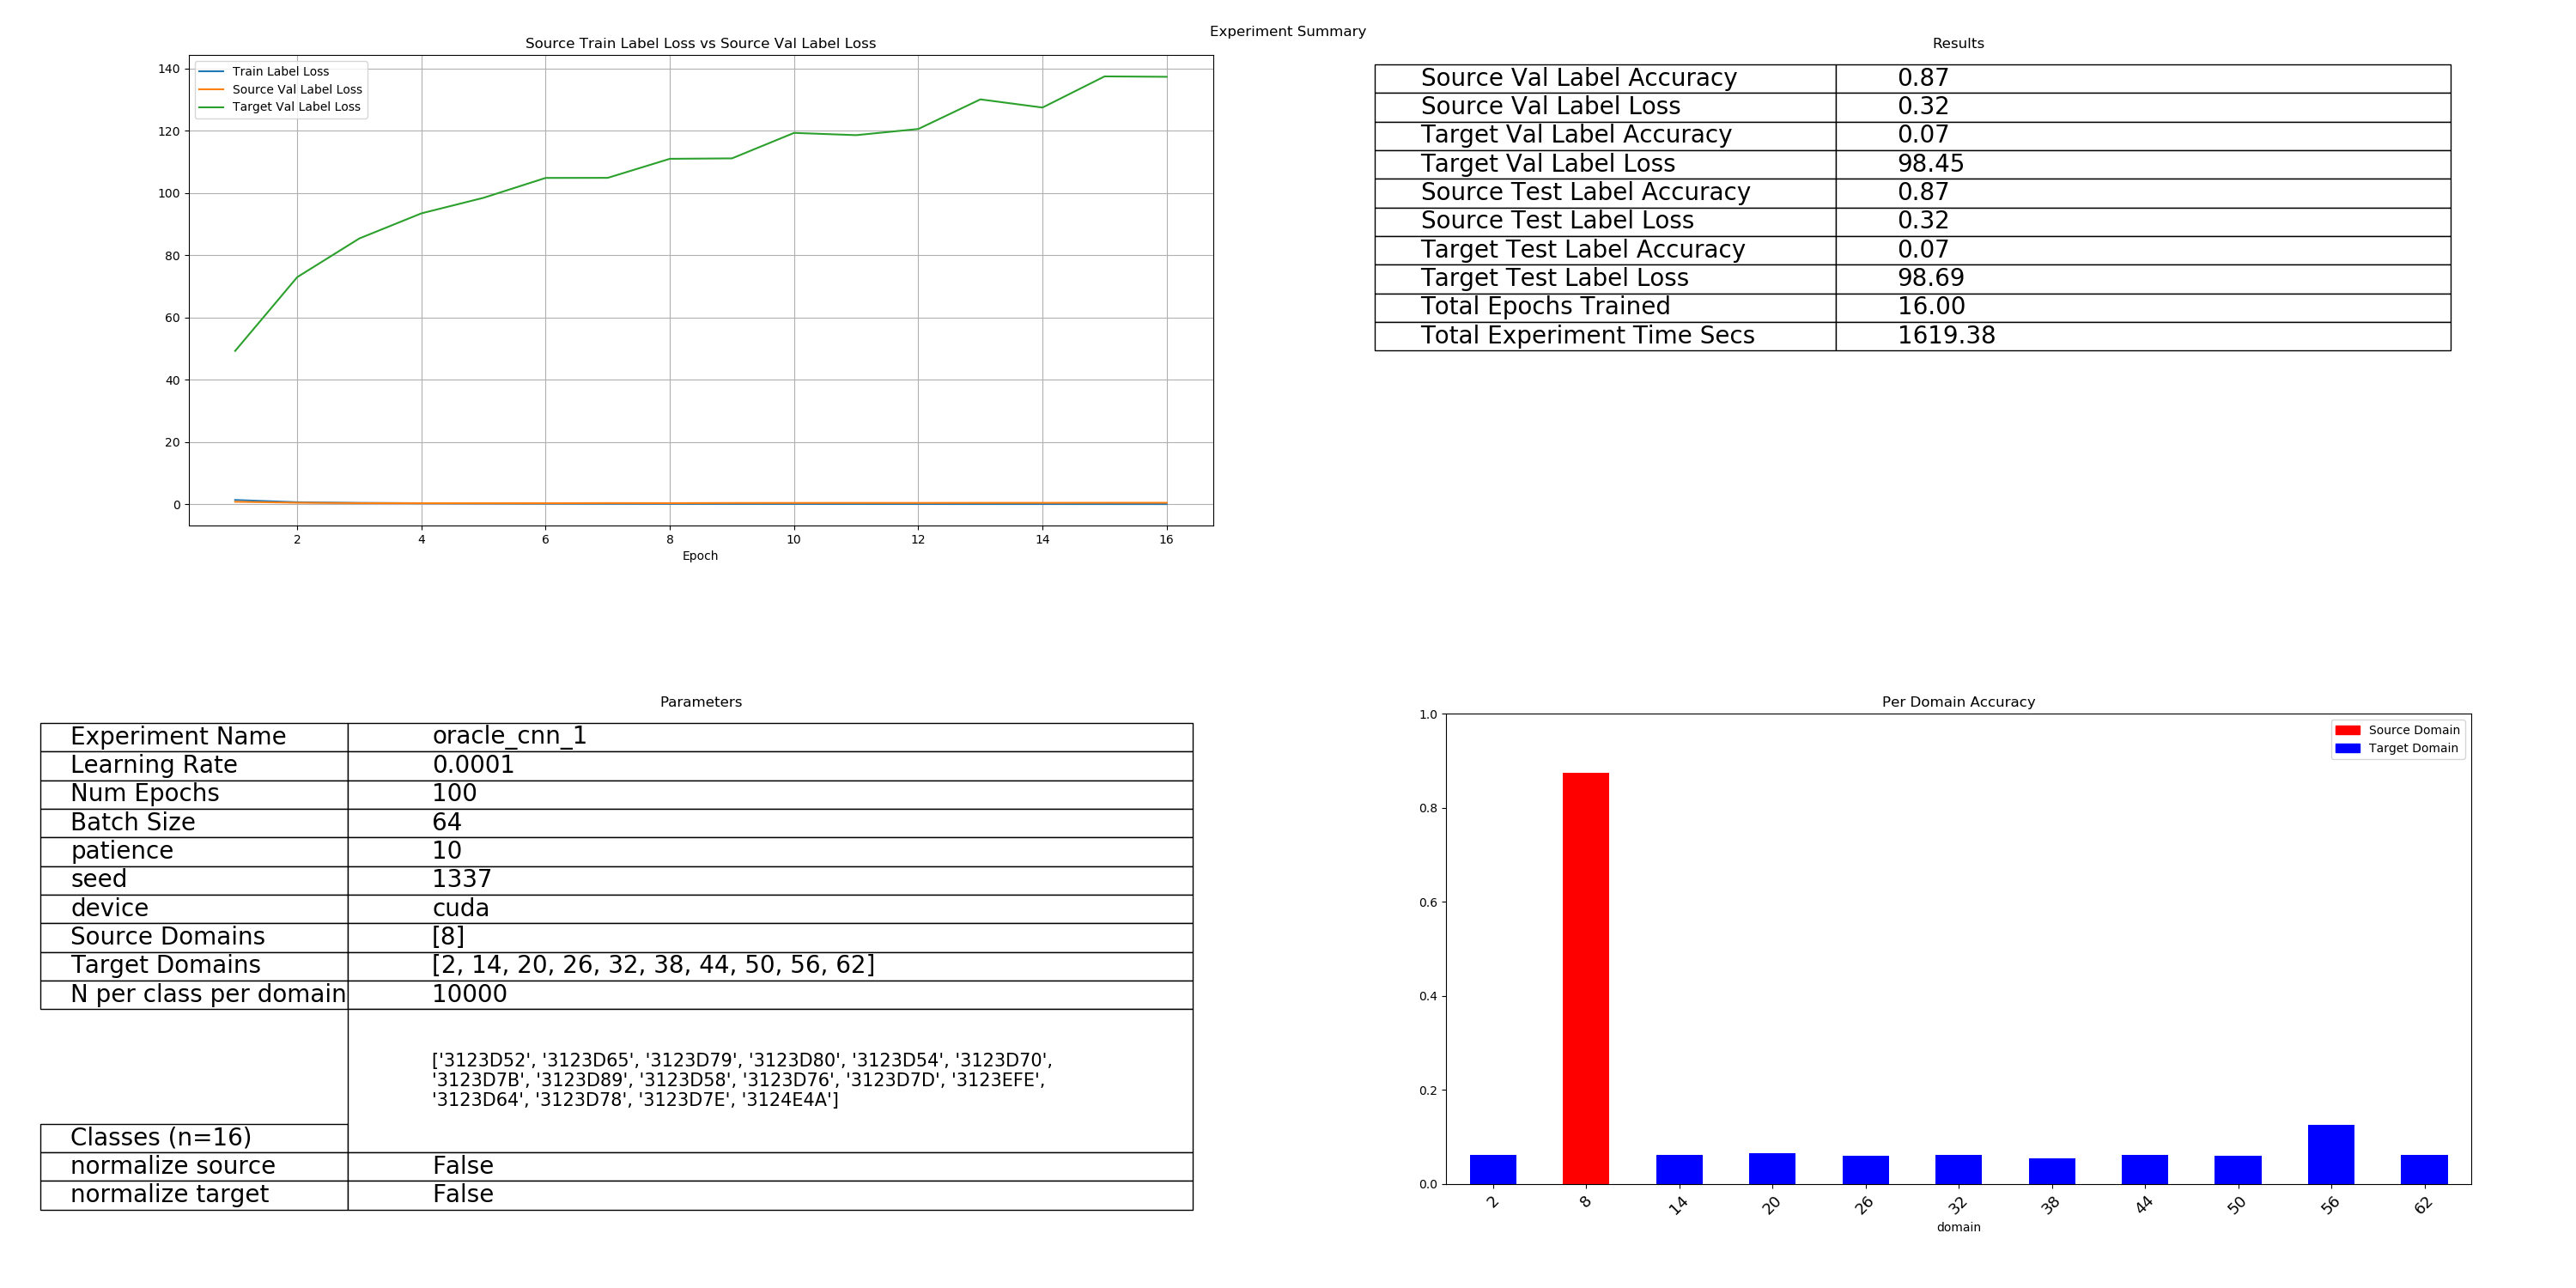 Experiment Summary
Source Train Label Loss vs Source Val Label Loss
Train Label Loss
Source Val Label Loss
Target Val Label Loss
140
120
100
80
60
40
20
0
2 4 6 8 10 12 14 16
Epoch
Results
Source Val Label Accuracy 0.87
Source Val Label Loss 0.32
Target Val Label Accuracy 0.07
Target Val Label Loss 98.45
Source Test Label Accuracy 0.87
Source Test Label Loss 0.32
Target Test Label Accuracy 0.07
Target Test Label Loss 98.69
Total Epochs Trained 16.00
Total Experiment Time Secs 1619.38
Parameters
Experiment Name oracle_cnn_1
Learning Rate 0.0001
Num Epochs 100
Batch Size 64
patience 10
seed 1337
device cuda
Source Domains [8]
Target Domains [2, 14, 20, 26, 32, 38, 44, 50, 56, 62]
N per class per domain 10000
['3123D52', '3123D65', '3123D79', '3123D80', '3123D54', '3123D70',
'3123D7B', '3123D89', '3123D58', '3123D76', '3123D7D', '3123EFE',
'3123D64', '3123D78', '3123D7E', '3124E4A']
Classes (n=16)
normalize source False
normalize target False
Per Domain Accuracy
Source Domain
Target Domain
1.0
0.8
0.6
0.4
0.2
0.0
2 8 14 20 26 32 38 44 50 56 62
domain